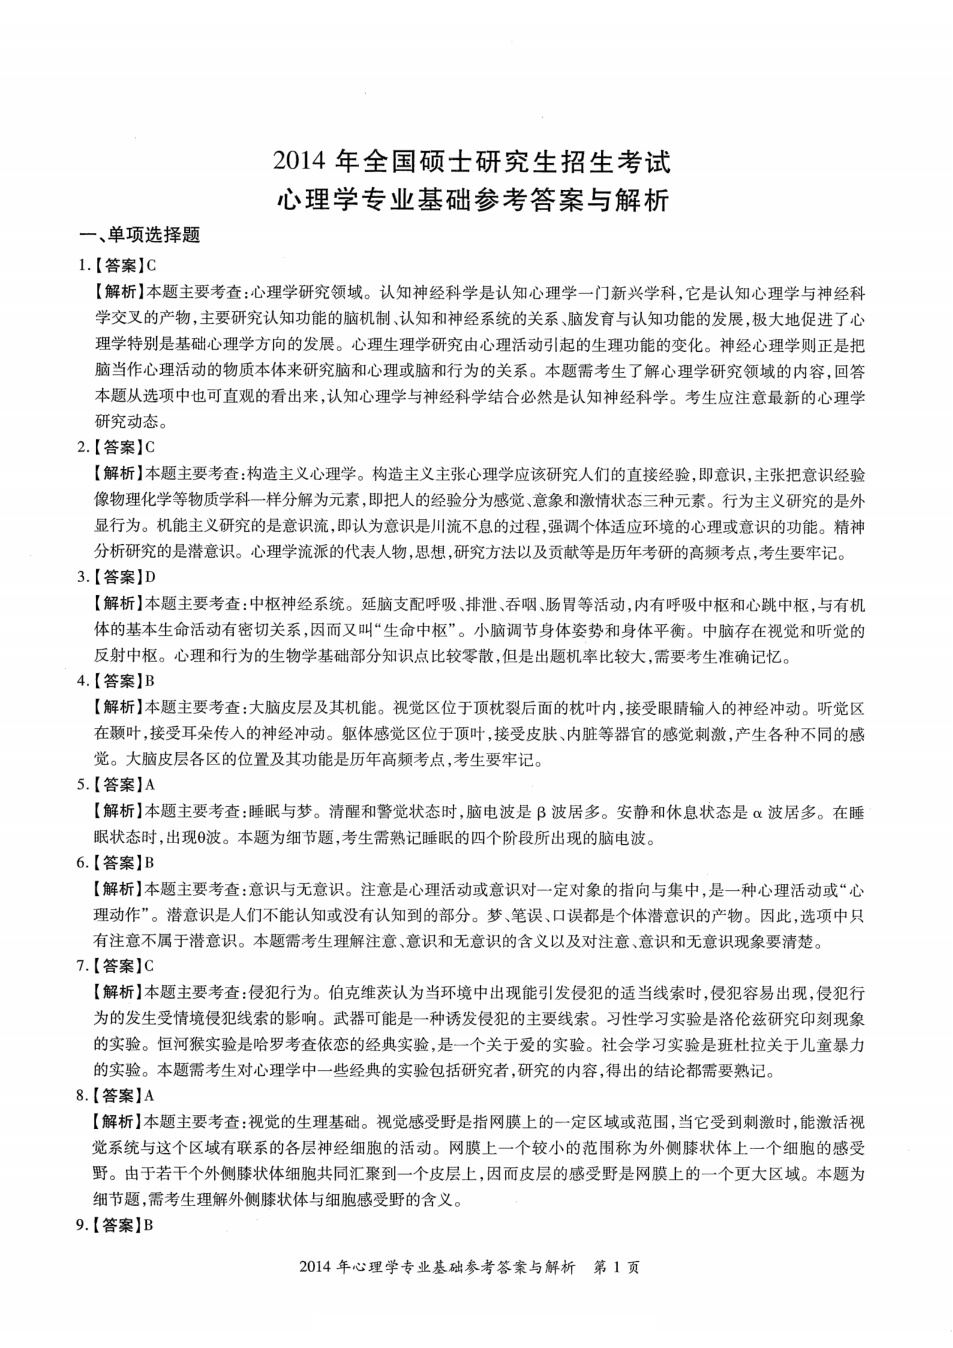 2014 年全国硕士研究生招生考试
心理学专业基础参考答案与解析
一、单项选择题
1.【答案】C
【解析】本题主要考查:心理学研究领域。认知神经科学是认知心理学一门新兴学科,它是认知心理学与神经科
学交叉的产物,主要研究认知功能的脑机制、认知和神经系统的关系、脑发育与认知功能的发展,极大地促进了心
理学特别是基础心理学方向的发展。心理生理学研究由心理活动引起的生理功能的变化。神经心理学则正是把
脑当作心理活动的物质本体来研究脑和心理或脑和行为的关系。本题需考生了解心理学研究领域的内容,回答
本题从选项中也可直观的看出来,认知心理学与神经科学结合必然是认知神经科学。考生应注意最新的心理学
研究动态。
2.【答案】C
【解析】本题主要考查:构造主义心理学。构造主义主张心理学应该研究人们的直接经验,即意识,主张把意识经验
像物理化学等物质学科一样分解为元素,即把人的经验分为感觉、意象和激情状态三种元素。行为主义研究的是外
显行为。机能主义研究的是意识流,即认为意识是川流不息的过程,强调个体适应环境的心理或意识的功能。精神
分析研究的是潜意识。心理学流派的代表人物,思想,研究方法以及贡献等是历年考研的高频考点,考生要牢记。
3.【答案】D
【解析】本题主要考查:中枢神经系统。延脑支配呼吸、排泄、吞咽、肠胃等活动,内有呼吸中枢和心跳中枢,与有机
体的基本生命活动有密切关系,因而又叫“生命中枢”。小脑调节身体姿势和身体平衡。中脑存在视觉和听觉的
反射中枢。心理和行为的生物学基础部分知识点比较零散,但是出题机率比较大,需要考生准确记忆。
4.【答案】B
【解析】本题主要考查:大脑皮层及其机能。视觉区位于顶枕裂后面的枕叶内,接受眼睛输入的神经冲动。听觉区
在颞叶,接受耳朵传入的神经冲动。躯体感觉区位于顶叶,接受皮肤、内脏等器官的感觉刺激,产生各种不同的感
觉。大脑皮层各区的位置及其功能是历年高频考点,考生要牢记。
5.【答案】A
【解析】本题主要考查:睡眠与梦。清醒和警觉状态时,脑电波是 β 波居多。安静和休息状态是 α 波居多。在睡
眠状态时,出现θ波。本题为细节题,考生需熟记睡眠的四个阶段所出现的脑电波。
6.【答案】B
【解析】本题主要考查:意识与无意识。注意是心理活动或意识对一定对象的指向与集中,是一种心理活动或“心
理动作”。潜意识是人们不能认知或没有认知到的部分。梦、笔误、口误都是个体潜意识的产物。因此,选项中只
有注意不属于潜意识。本题需考生理解注意、意识和无意识的含义以及对注意、意识和无意识现象要清楚。
7.【答案】C
【解析】本题主要考查:侵犯行为。伯克维茨认为当环境中出现能引发侵犯的适当线索时,侵犯容易出现,侵犯行
为的发生受情境侵犯线索的影响。武器可能是一种诱发侵犯的主要线索。习性学习实验是洛伦兹研究印刻现象
的实验。恒河猴实验是哈罗考查依恋的经典实验,是一个关于爱的实验。社会学习实验是班杜拉关于儿童暴力
的实验。本题需考生对心理学中一些经典的实验包括研究者,研究的内容,得出的结论都需要熟记。
8.【答案】A
【解析】本题主要考查:视觉的生理基础。视觉感受野是指网膜上的一定区域或范围,当它受到刺激时,能激活视
觉系统与这个区域有联系的各层神经细胞的活动。网膜上一个较小的范围称为外侧膝状体上一个细胞的感受
野。由于若干个外侧膝状体细胞共同汇聚到一个皮层上,因而皮层的感受野是网膜上的一个更大区域。本题为
细节题,需考生理解外侧膝状体与细胞感受野的含义。
9.【答案】B
2014 年心理学专业基础参考答案与解析 第 1 页